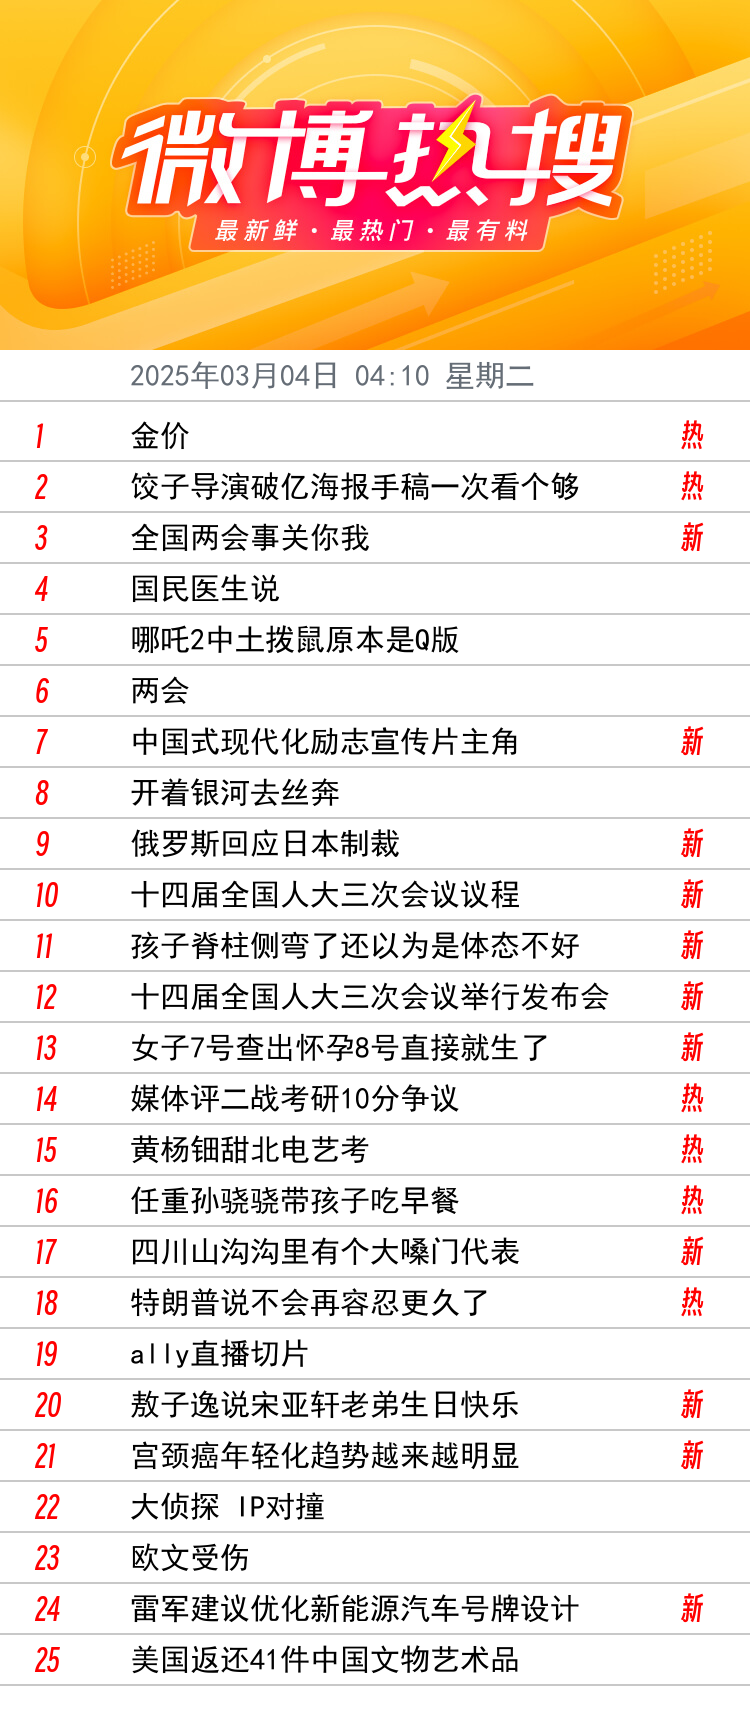 微博热搜
最新鲜·最热门·最有料
2025年03月04日 04:10 星期二
1 金价 热
2 饺子导演破亿海报手稿一次看个够 热
3 全国两会事关你我 新
4 国民医生说
5 哪吒2中土拨鼠原本是Q版
6 两会
7 中国式现代化励志宣传片主角 新
8 开着银河去丝奔
9 俄罗斯回应日本制裁 新
10 十四届全国人大三次会议议程 新
11 孩子脊柱侧弯了还以为是体态不好 新
12 十四届全国人大三次会议举行发布会 新
13 女子7号查出怀孕8号直接就生了 新
14 媒体评二战考研10分争议 热
15 黄杨钿甜北电艺考 热
16 任重孙骁骁带孩子吃早餐 热
17 四川山沟沟里有个大嗓门代表 新
18 特朗普说不会再容忍更久了 热
19 ally直播切片
20 敖子逸说宋亚轩老弟生日快乐 新
21 宫颈癌年轻化趋势越来越明显 新
22 大侦探 IP对撞
23 欧文受伤
24 雷军建议优化新能源汽车号牌设计 新
25 美国返还41件中国文物艺术品